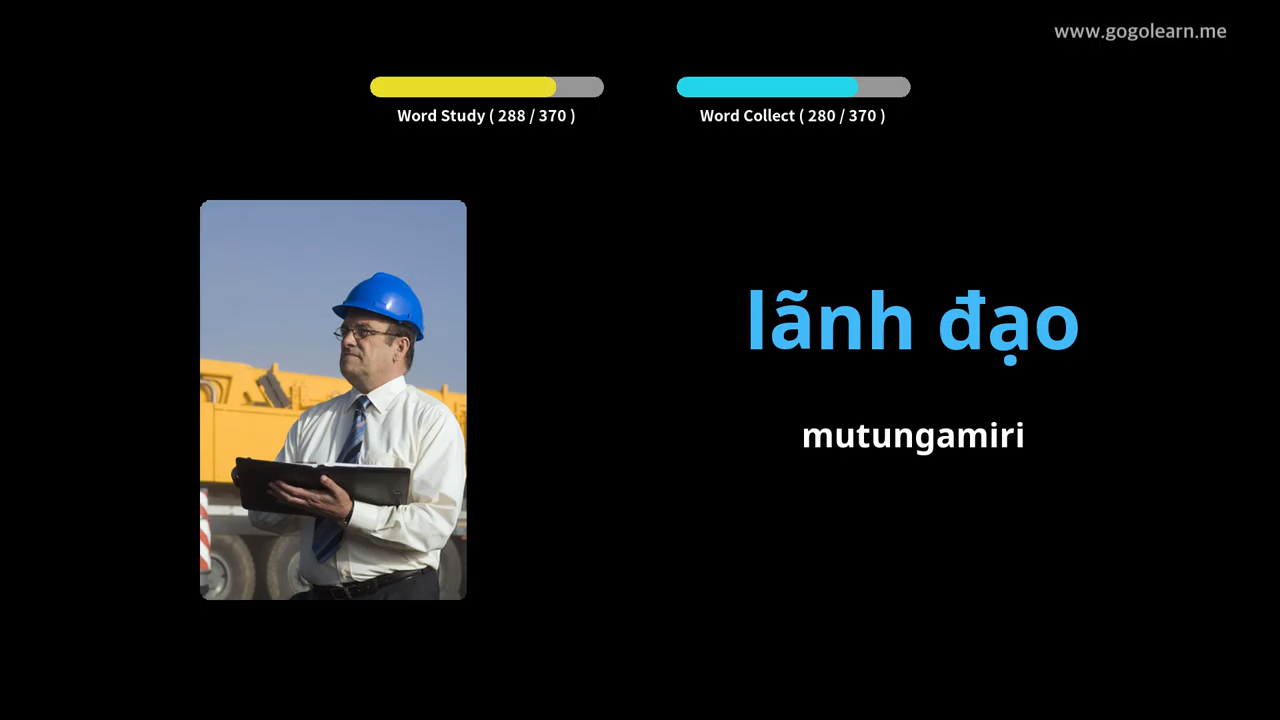 www.gogolearn.me
Word Study ( 288 / 370 )
Word Collect ( 280 / 370 )
lãnh đạo
mutungamiri